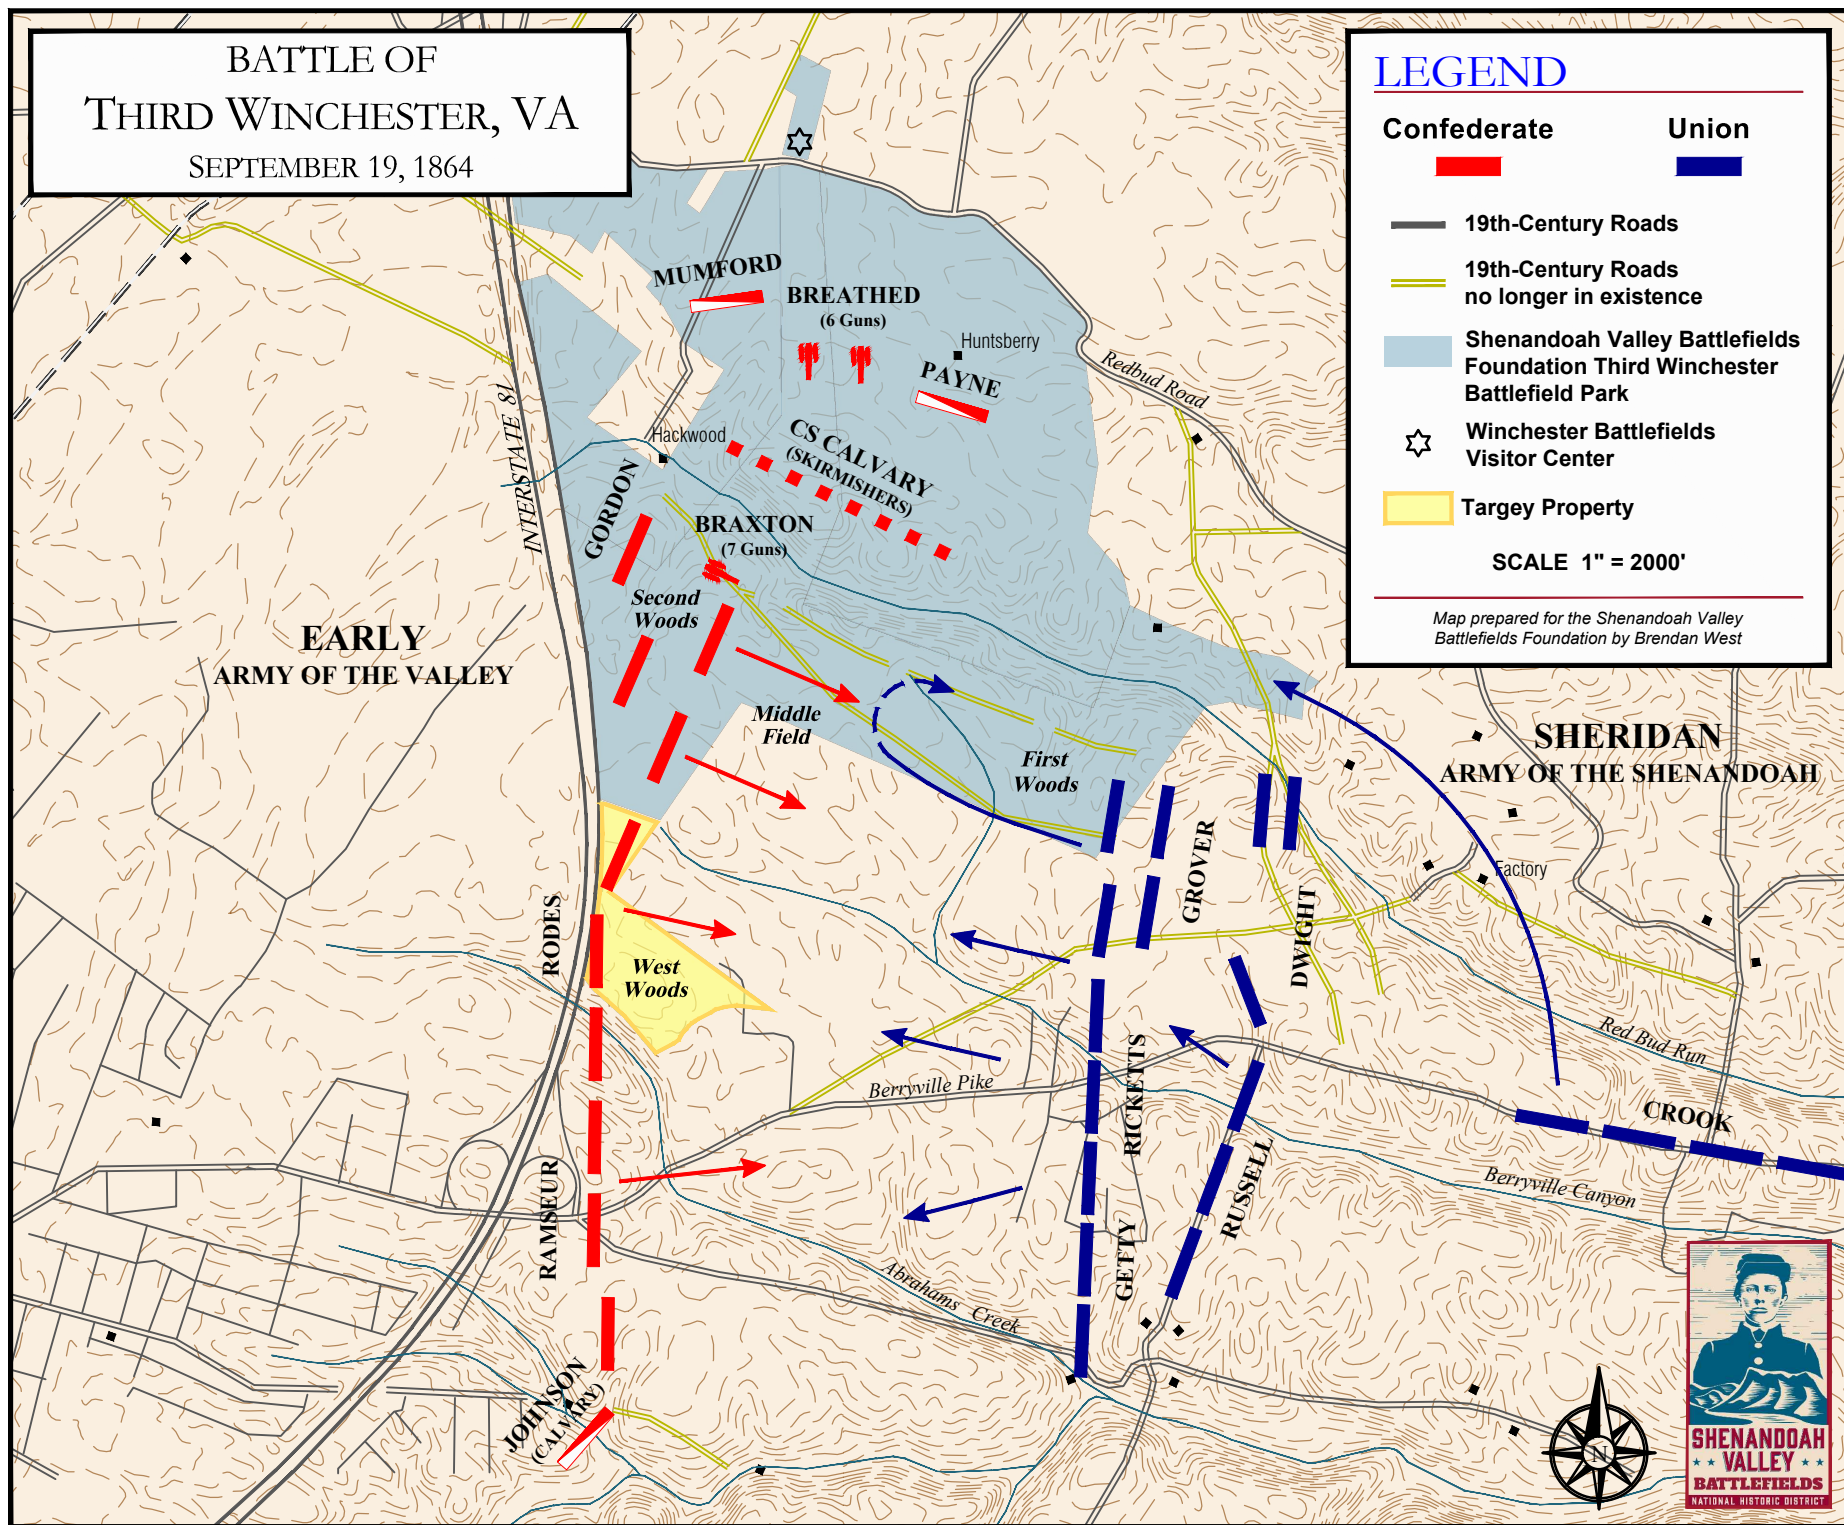 BATTLE OF
THIRD WINCHESTER, VA
SEPTEMBER 19, 1864
LEGEND
Confederate
Union
19th-Century Roads
19th-Century Roads
no longer in existence
Shenandoah Valley Battlefields
Foundation Third Winchester
Battlefield Park
Winchester Battlefields
Visitor Center
Targey Property
SCALE 1" = 2000'
Map prepared for the Shenandoah Valley
Battlefields Foundation by Brendan West
MUMFORD
BREATHED
(6 Guns)
Huntsberry
PAYNE
Redbud Road
INTERSTATE 81
Hackwood
CS CALVARY
(SKIRMISHERS)
GORDON
BRAXTON
(7 Guns)
Second
Woods
EARLY
ARMY OF THE VALLEY
Middle
Field
First
Woods
SHERIDAN
ARMY OF THE SHENANDOAH
GROVER
Factory
DWIGHT
RODES
West
Woods
Red Bud Run
Berryville Pike
RICKETTS
CROOK
RUSSELL
Berryville Canyon
RAMSEUR
GETTY
Abrahams Creek
JOHNSON
(CALVARY)
N
SHENANDOAH
VALLEY
BATTLEFIELDS
NATIONAL HISTORIC DISTRICT